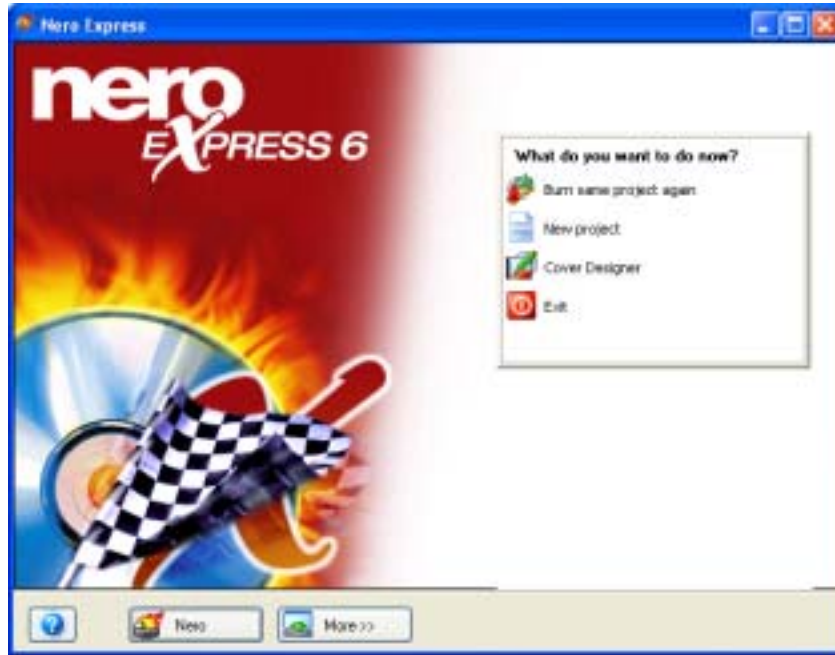 Nero Express
nero
EXPRESS 6
What do you want to do now?
Burn same project again
New project
Cover Designer
Exit
Nero
More >>